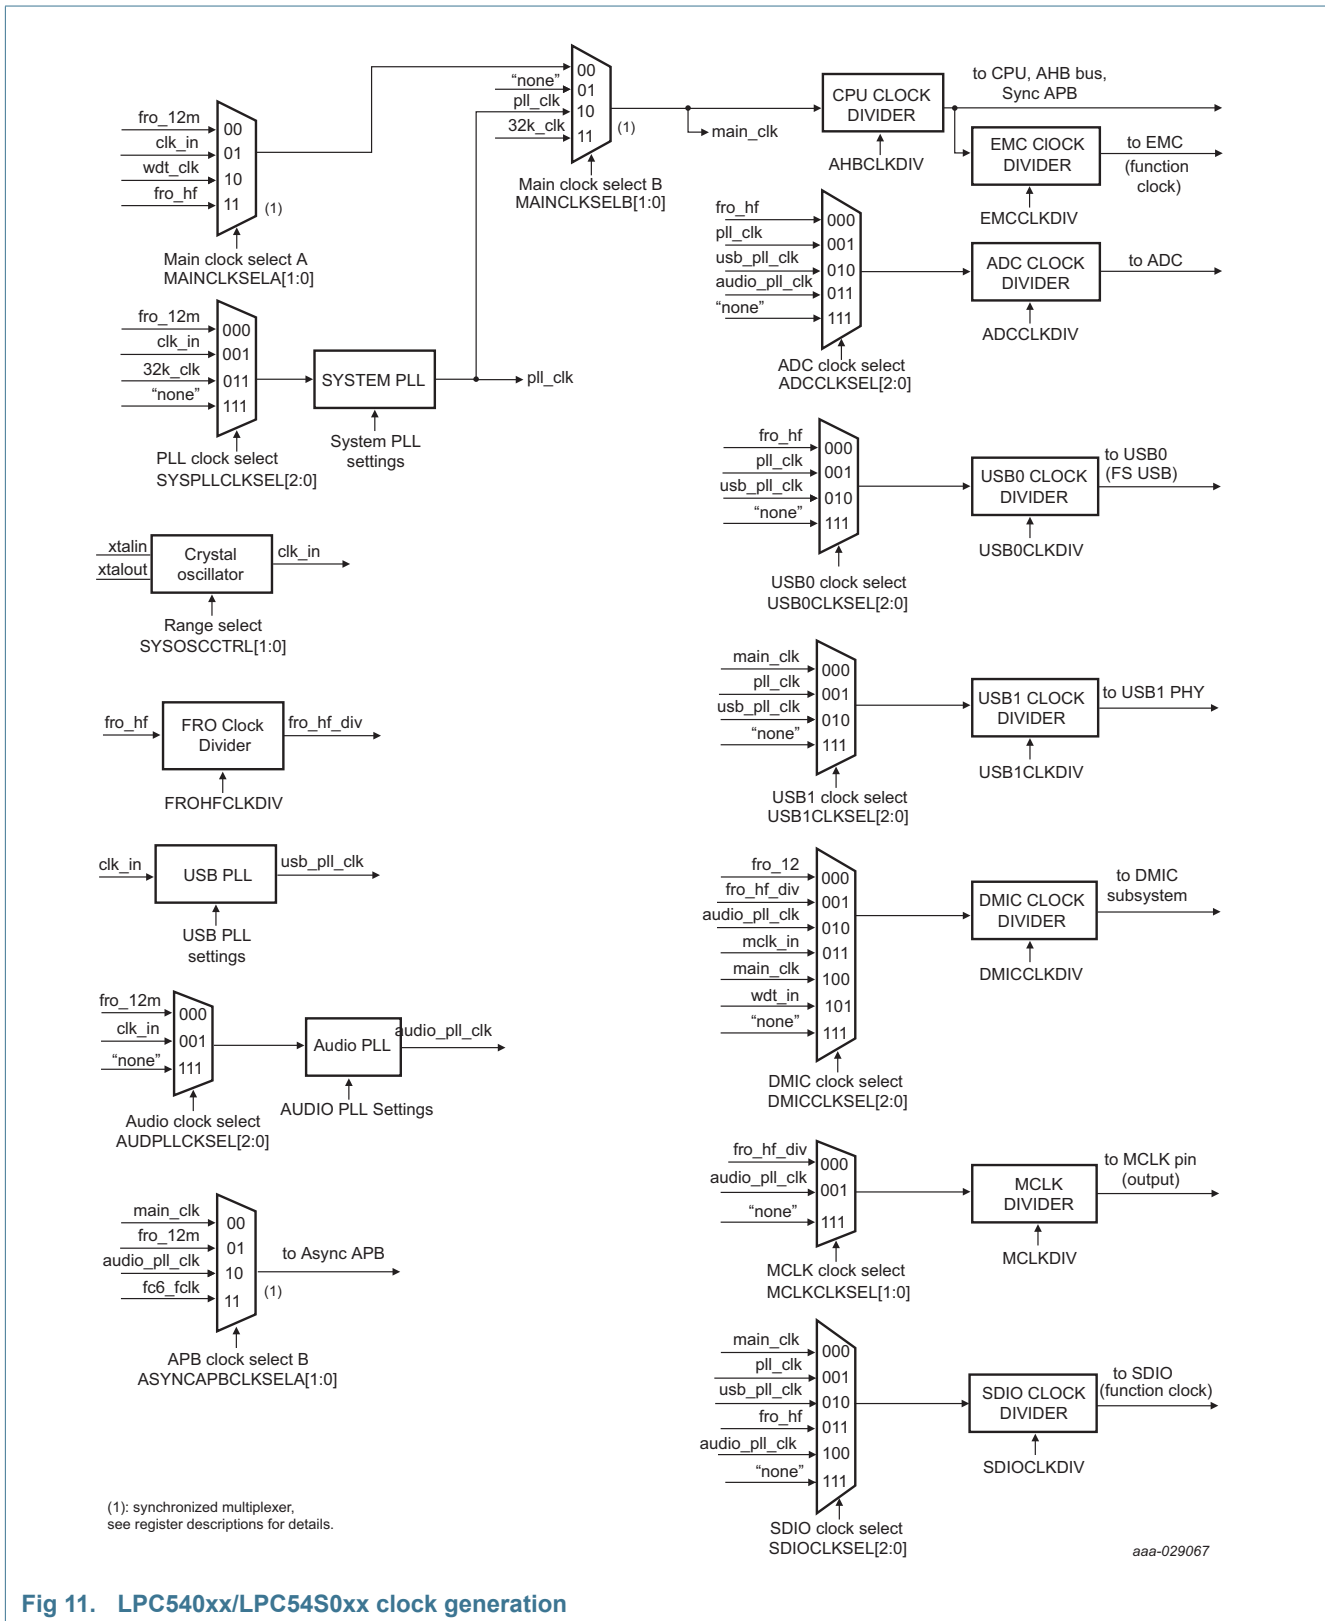 fro_12m
clk_in
wdt_clk
fro_hf
00
01
10
11
(1)
Main clock select A
MAINCLKSELA[1:0]
“none”
pll_clk
32k_clk
00
01
10
11
(1)
Main clock select B
MAINCLKSELB[1:0]
main_clk
CPU CLOCK
DIVIDER
AHBCLKDIV
to CPU, AHB bus,
Sync APB
EMC ClOCK
DIVIDER
EMCCLKDIV
to EMC
(function
clock)
fro_12m
clk_in
32k_clk
“none”
000
001
011
111
PLL clock select
SYSPLLCLKSEL[2:0]
SYSTEM PLL
System PLL
settings
pll_clk
fro_hf
pll_clk
usb_pll_clk
audio_pll_clk
“none”
000
001
010
011
111
ADC clock select
ADCCLKSEL[2:0]
ADC CLOCK
DIVIDER
ADCCLKDIV
to ADC
fro_hf
pll_clk
usb_pll_clk
“none”
000
001
010
111
USB0 clock select
USB0CLKSEL[2:0]
USB0 CLOCK
DIVIDER
USB0CLKDIV
to USB0
(FS USB)
xtalin
xtalout
Crystal
oscillator
clk_in
Range select
SYSOSCCTRL[1:0]
main_clk
pll_clk
usb_pll_clk
“none”
000
001
010
111
USB1 clock select
USB1CLKSEL[2:0]
USB1 CLOCK
DIVIDER
USB1CLKDIV
to USB1 PHY
fro_hf
FRO Clock
Divider
fro_hf_div
FROHFCLKDIV
clk_in
USB PLL
usb_pll_clk
USB PLL
settings
fro_12
fro_hf_div
audio_pll_clk
mclk_in
main_clk
wdt_in
“none”
000
001
010
011
100
101
111
DMIC clock select
DMICCLKSEL[2:0]
DMIC CLOCK
DIVIDER
DMICCLKDIV
to DMIC
subsystem
fro_12m
clk_in
“none”
000
001
111
Audio clock select
AUDPLLCKSEL[2:0]
Audio PLL
audio_pll_clk
AUDIO PLL Settings
fro_hf_div
audio_pll_clk
“none”
000
001
111
MCLK clock select
MCLKCLKSEL[1:0]
MCLK
DIVIDER
MCLKDIV
to MCLK pin
(output)
main_clk
fro_12m
audio_pll_clk
fc6_fclk
00
01
10
11
(1)
to Async APB
APB clock select B
ASYNCAPBCLKSELA[1:0]
main_clk
pll_clk
usb_pll_clk
fro_hf
audio_pll_clk
“none”
000
001
010
011
100
111
SDIO clock select
SDIOCLKSEL[2:0]
SDIO CLOCK
DIVIDER
SDIOCLKDIV
to SDIO
(function clock)
(1): synchronized multiplexer,
see register descriptions for details.
aaa-029067
Fig 11. LPC540xx/LPC54S0xx clock generation